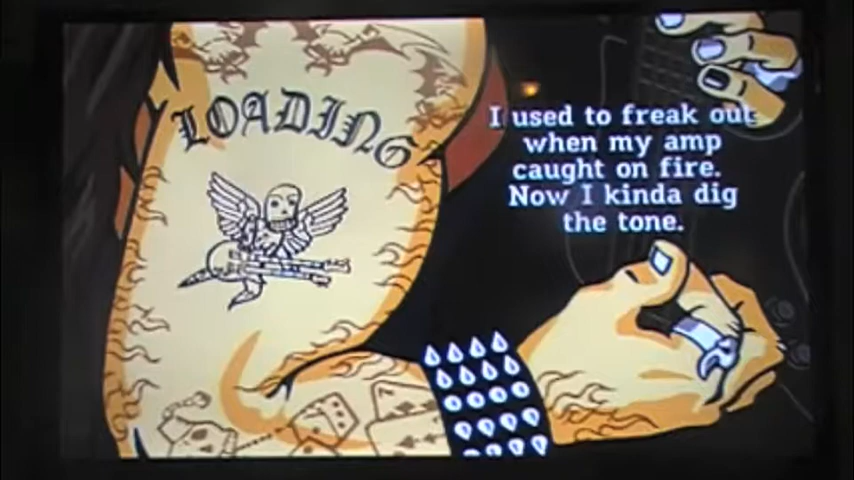 LOADING
I used to freak out
when my amp
caught on fire.
Now I kinda dig
the tone.